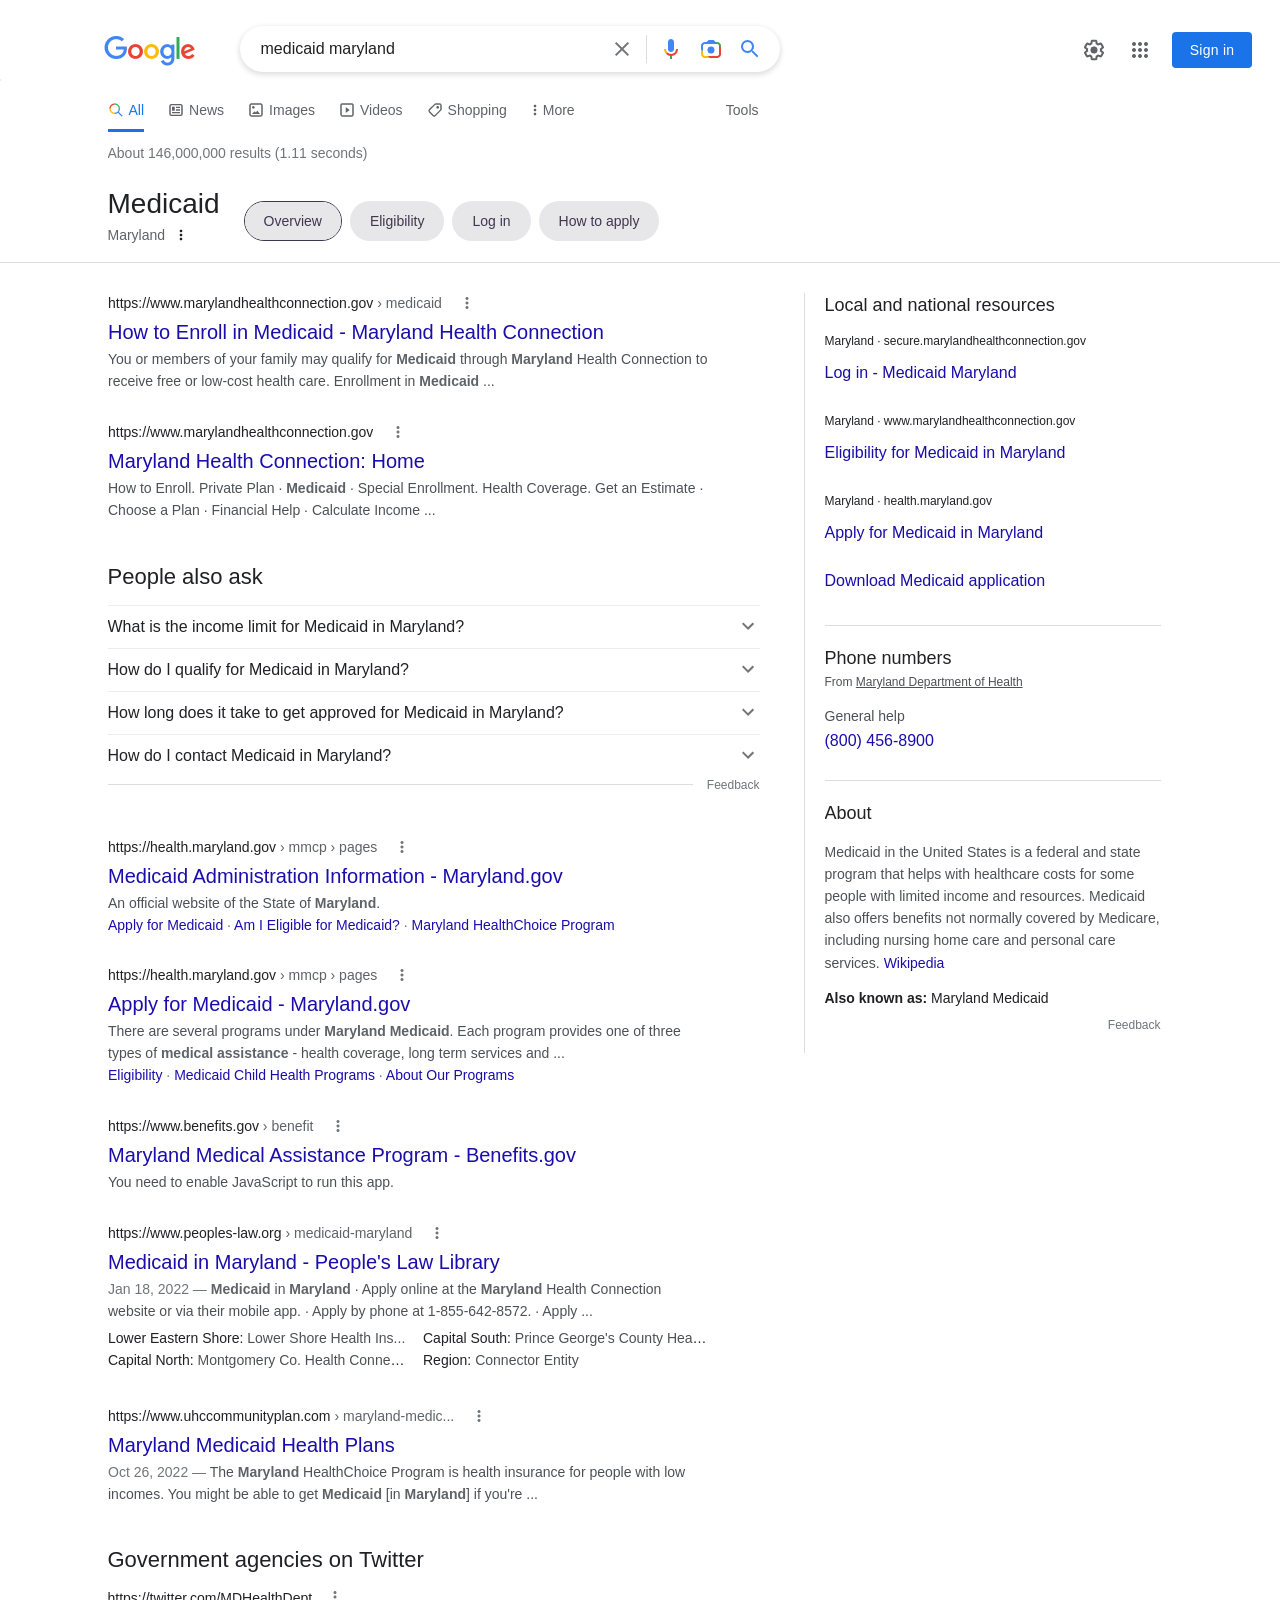 Google
medicaid maryland
Sign in
All
News
Images
Videos
Shopping
More
Tools
About 146,000,000 results (1.11 seconds)
Medicaid
Maryland
Overview
Eligibility
Log in
How to apply
https://www.marylandhealthconnection.gov › medicaid
How to Enroll in Medicaid - Maryland Health Connection
You or members of your family may qualify for Medicaid through Maryland Health Connection to
receive free or low-cost health care. Enrollment in Medicaid ...
https://www.marylandhealthconnection.gov
Maryland Health Connection: Home
How to Enroll. Private Plan · Medicaid · Special Enrollment. Health Coverage. Get an Estimate ·
Choose a Plan · Financial Help · Calculate Income ...
People also ask
What is the income limit for Medicaid in Maryland?
How do I qualify for Medicaid in Maryland?
How long does it take to get approved for Medicaid in Maryland?
How do I contact Medicaid in Maryland?
Feedback
https://health.maryland.gov › mmcp › pages
Medicaid Administration Information - Maryland.gov
An official website of the State of Maryland.
Apply for Medicaid · Am I Eligible for Medicaid? · Maryland HealthChoice Program
https://health.maryland.gov › mmcp › pages
Apply for Medicaid - Maryland.gov
There are several programs under Maryland Medicaid. Each program provides one of three
types of medical assistance - health coverage, long term services and ...
Eligibility · Medicaid Child Health Programs · About Our Programs
https://www.benefits.gov › benefit
Maryland Medical Assistance Program - Benefits.gov
You need to enable JavaScript to run this app.
https://www.peoples-law.org › medicaid-maryland
Medicaid in Maryland - People's Law Library
Jan 18, 2022 — Medicaid in Maryland · Apply online at the Maryland Health Connection
website or via their mobile app. · Apply by phone at 1-855-642-8572. · Apply ...
Lower Eastern Shore: Lower Shore Health Ins...
Capital South: Prince George's County Hea...
Capital North: Montgomery Co. Health Conne...
Region: Connector Entity
https://www.uhccommunityplan.com › maryland-medic...
Maryland Medicaid Health Plans
Oct 26, 2022 — The Maryland HealthChoice Program is health insurance for people with low
incomes. You might be able to get Medicaid [in Maryland] if you're ...
Government agencies on Twitter
https://twitter.com/MDHealthDept
Local and national resources
Maryland · secure.marylandhealthconnection.gov
Log in - Medicaid Maryland
Maryland · www.marylandhealthconnection.gov
Eligibility for Medicaid in Maryland
Maryland · health.maryland.gov
Apply for Medicaid in Maryland
Download Medicaid application
Phone numbers
From Maryland Department of Health
General help
(800) 456-8900
About
Medicaid in the United States is a federal and state
program that helps with healthcare costs for some
people with limited income and resources. Medicaid
also offers benefits not normally covered by Medicare,
including nursing home care and personal care
services. Wikipedia
Also known as: Maryland Medicaid
Feedback